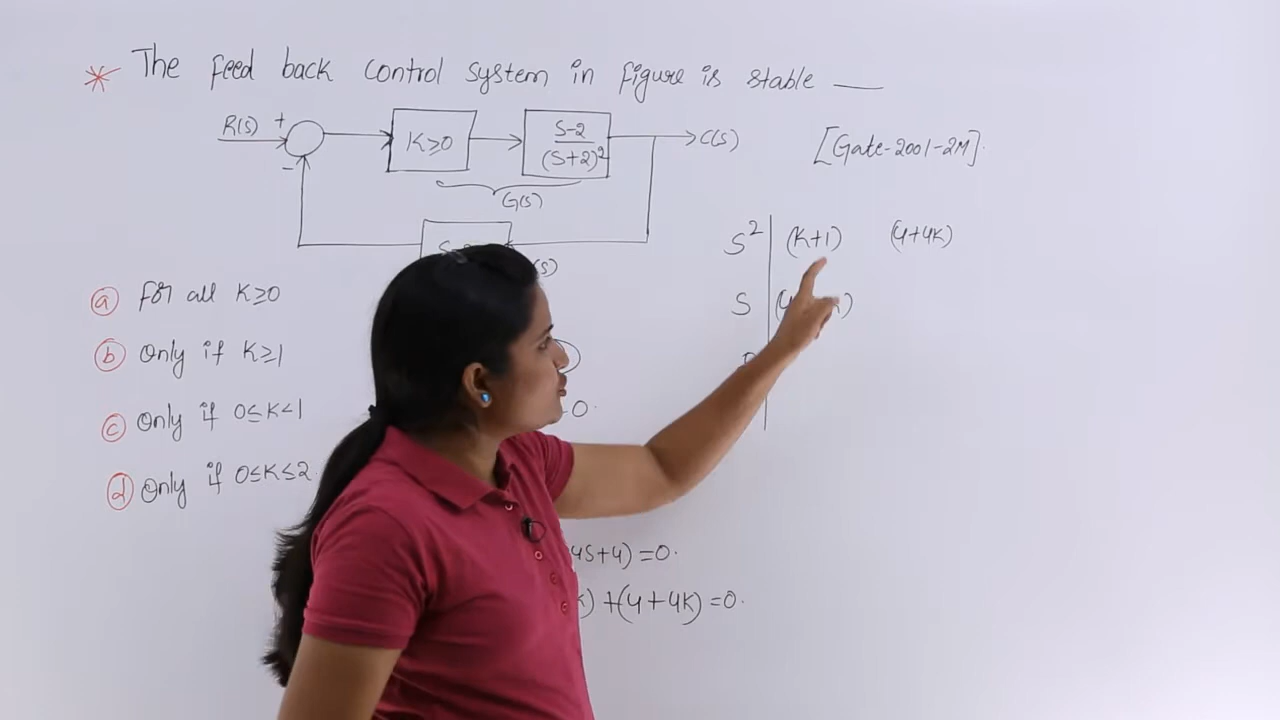 * The feed back control system in figure is stable ___
R(s) + K≥0 S-2 C(s)
(S+2)²
- G(s)
[Gate-2001-2M].
S² (K+1) (4+4K)
S
(a) for all K≥0
(b) Only if K≥1
(c) Only if 0≤K<1
(d) Only if 0≤K≤2.
=0.
4S+4) =0.
+(4+4K) =0.